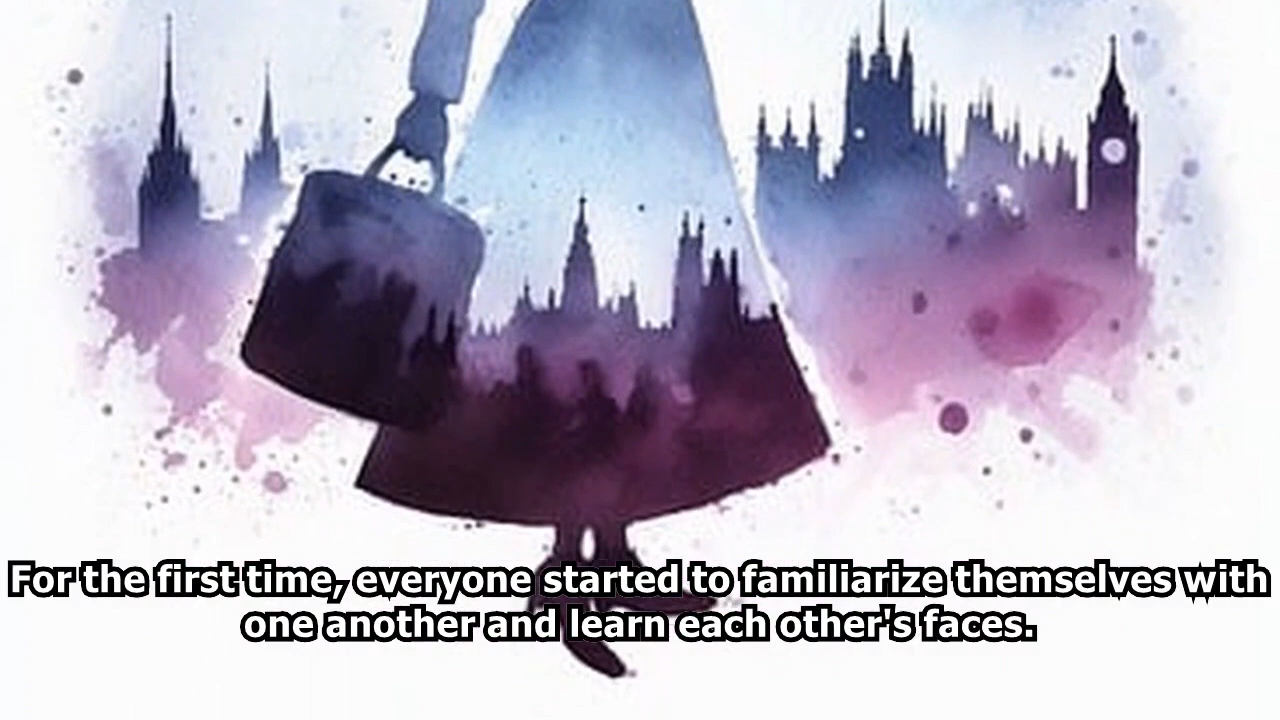 For the first time, everyone started to familiarize themselves with
one another and learn each other's faces.